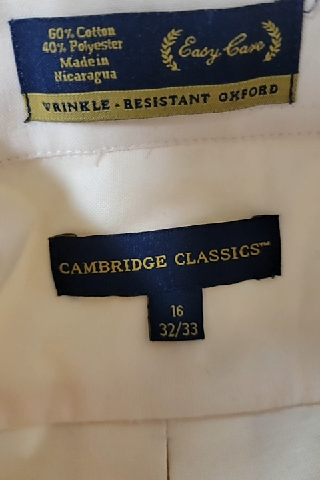 60% Cotton
40% Polyester
Made in
Nicaragua
Easy Care
WRINKLE - RESISTANT OXFORD
CAMBRIDGE CLASSICS™
16
32/33